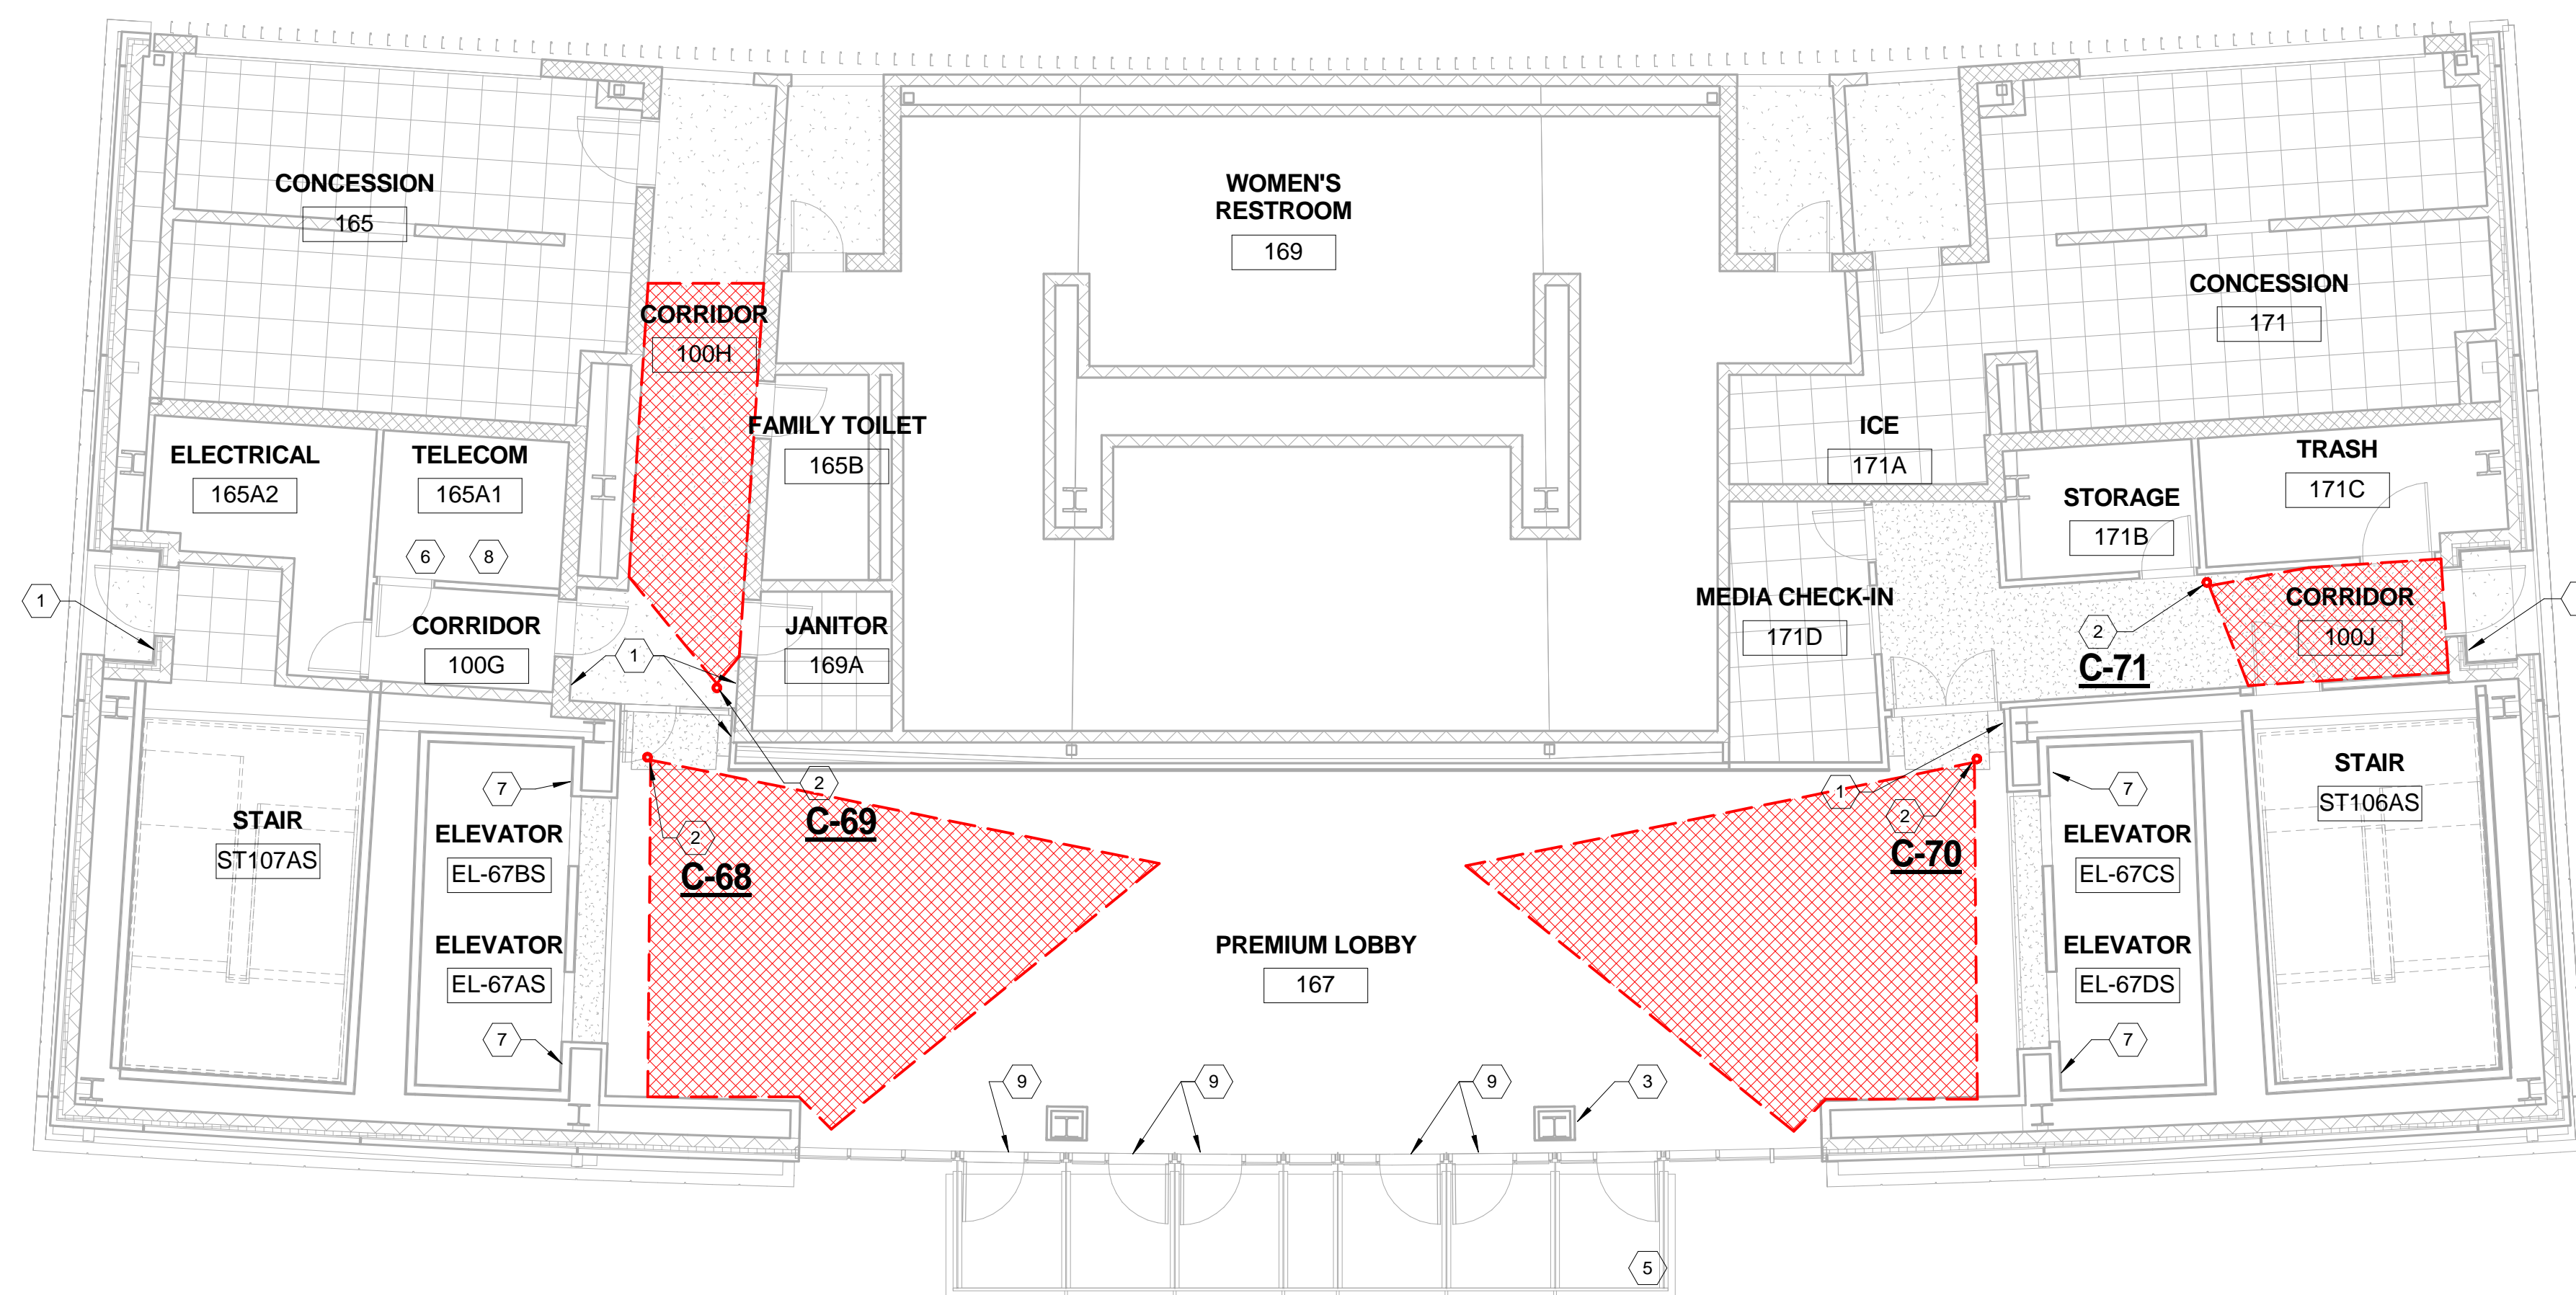 CONCESSION
165
WOMEN'S
RESTROOM
169
CONCESSION
171
CORRIDOR
100H
FAMILY TOILET
165B
ELECTRICAL
165A2
TELECOM
165A1
6
8
ICE
171A
STORAGE
171B
TRASH
171C
1
CORRIDOR
100G
1
JANITOR
169A
MEDIA CHECK-IN
171D
2
C-71
CORRIDOR
100J
7
2
C-69
2
C-68
1
2
C-70
7
STAIR
ST107AS
ELEVATOR
EL-67BS
ELEVATOR
EL-67AS
7
PREMIUM LOBBY
167
ELEVATOR
EL-67CS
ELEVATOR
EL-67DS
7
STAIR
ST106AS
9
9
9
3
5